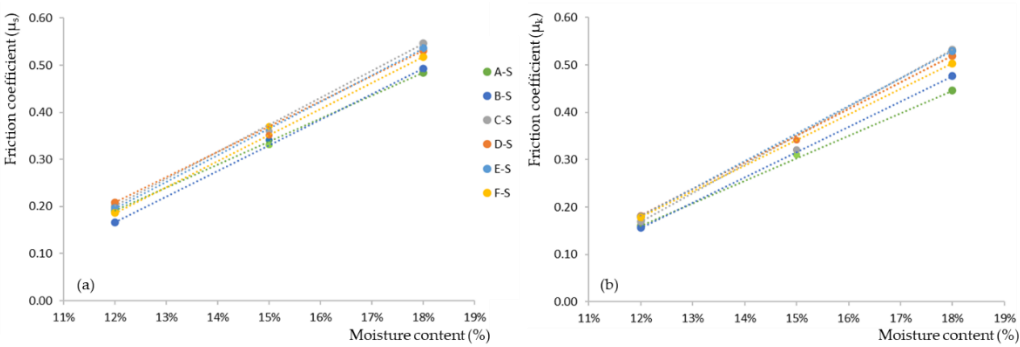 Friction coefficient (μs)
0.60
0.50
0.40
0.30
0.20
0.10
0.00
(a)
11% 12% 13% 14% 15% 16% 17% 18% 19%
Moisture content (%)
A-S
B-S
C-S
D-S
E-S
F-S
Friction coefficient (μk)
0.60
0.50
0.40
0.30
0.20
0.10
0.00
(b)
11% 12% 13% 14% 15% 16% 17% 18% 19%
Moisture content (%)